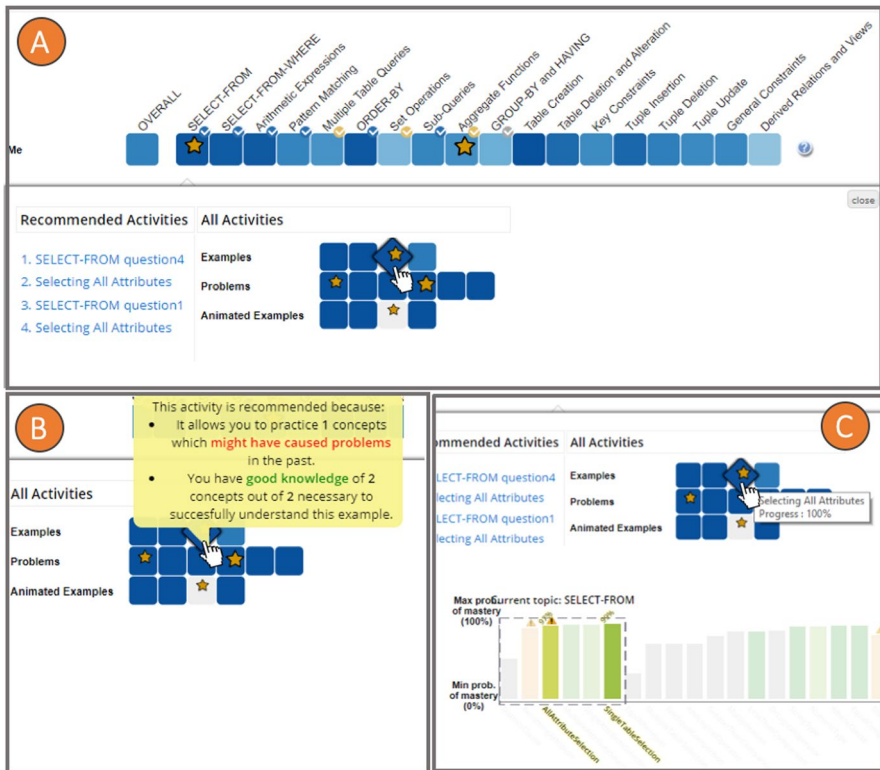 A
OVERALL
SELECT-FROM
SELECT-FROM-WHERE
Arithmetic Expressions
Pattern Matching
Multiple Table Queries
ORDER-BY
Set Operations
Sub-Queries
Aggregate Functions
GROUP-BY and HAVING
Table Creation
Table Deletion and Alteration
Key Constraints
Tuple Insertion
Tuple Deletion
Tuple Update
General Constraints
Derived Relations and Views
Me
?
close
Recommended Activities All Activities
1. SELECT-FROM question4
2. Selecting All Attributes
3. SELECT-FROM question1
4. Selecting All Attributes
Examples
Problems
Animated Examples
B
This activity is recommended because:
• It allows you to practice 1 concepts
which might have caused problems
in the past.
• You have good knowledge of 2
concepts out of 2 necessary to
succesfully understand this example.
All Activities
Examples
Problems
Animated Examples
C
mmended Activities All Activities
LECT-FROM question4
lecting All Attributes
LECT-FROM question1
lecting All Attributes
Examples
Problems
Animated Examples
Selecting All Attributes
Progress : 100%
Max prob.
of mastery
(100%)
Current topic: SELECT-FROM
Min prob.
of mastery
(0%)
AllAttributeSelection
SingleTableSelection